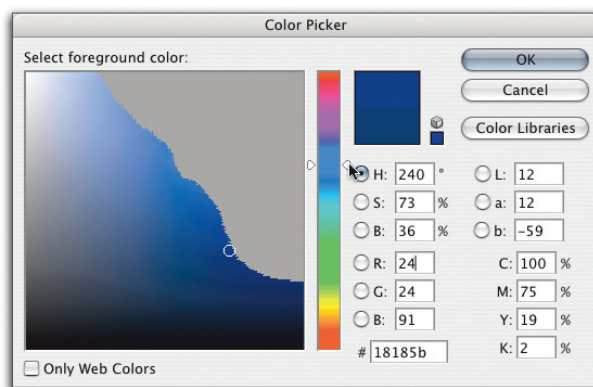 Color Picker
Select foreground color:
OK
Cancel
Color Libraries
H: 240 ° L: 12
S: 73 % a: 12
B: 36 % b: -59
R: 24 C: 100 %
G: 24 M: 75 %
B: 91 Y: 19 %
# 18185b K: 2 %
Only Web Colors